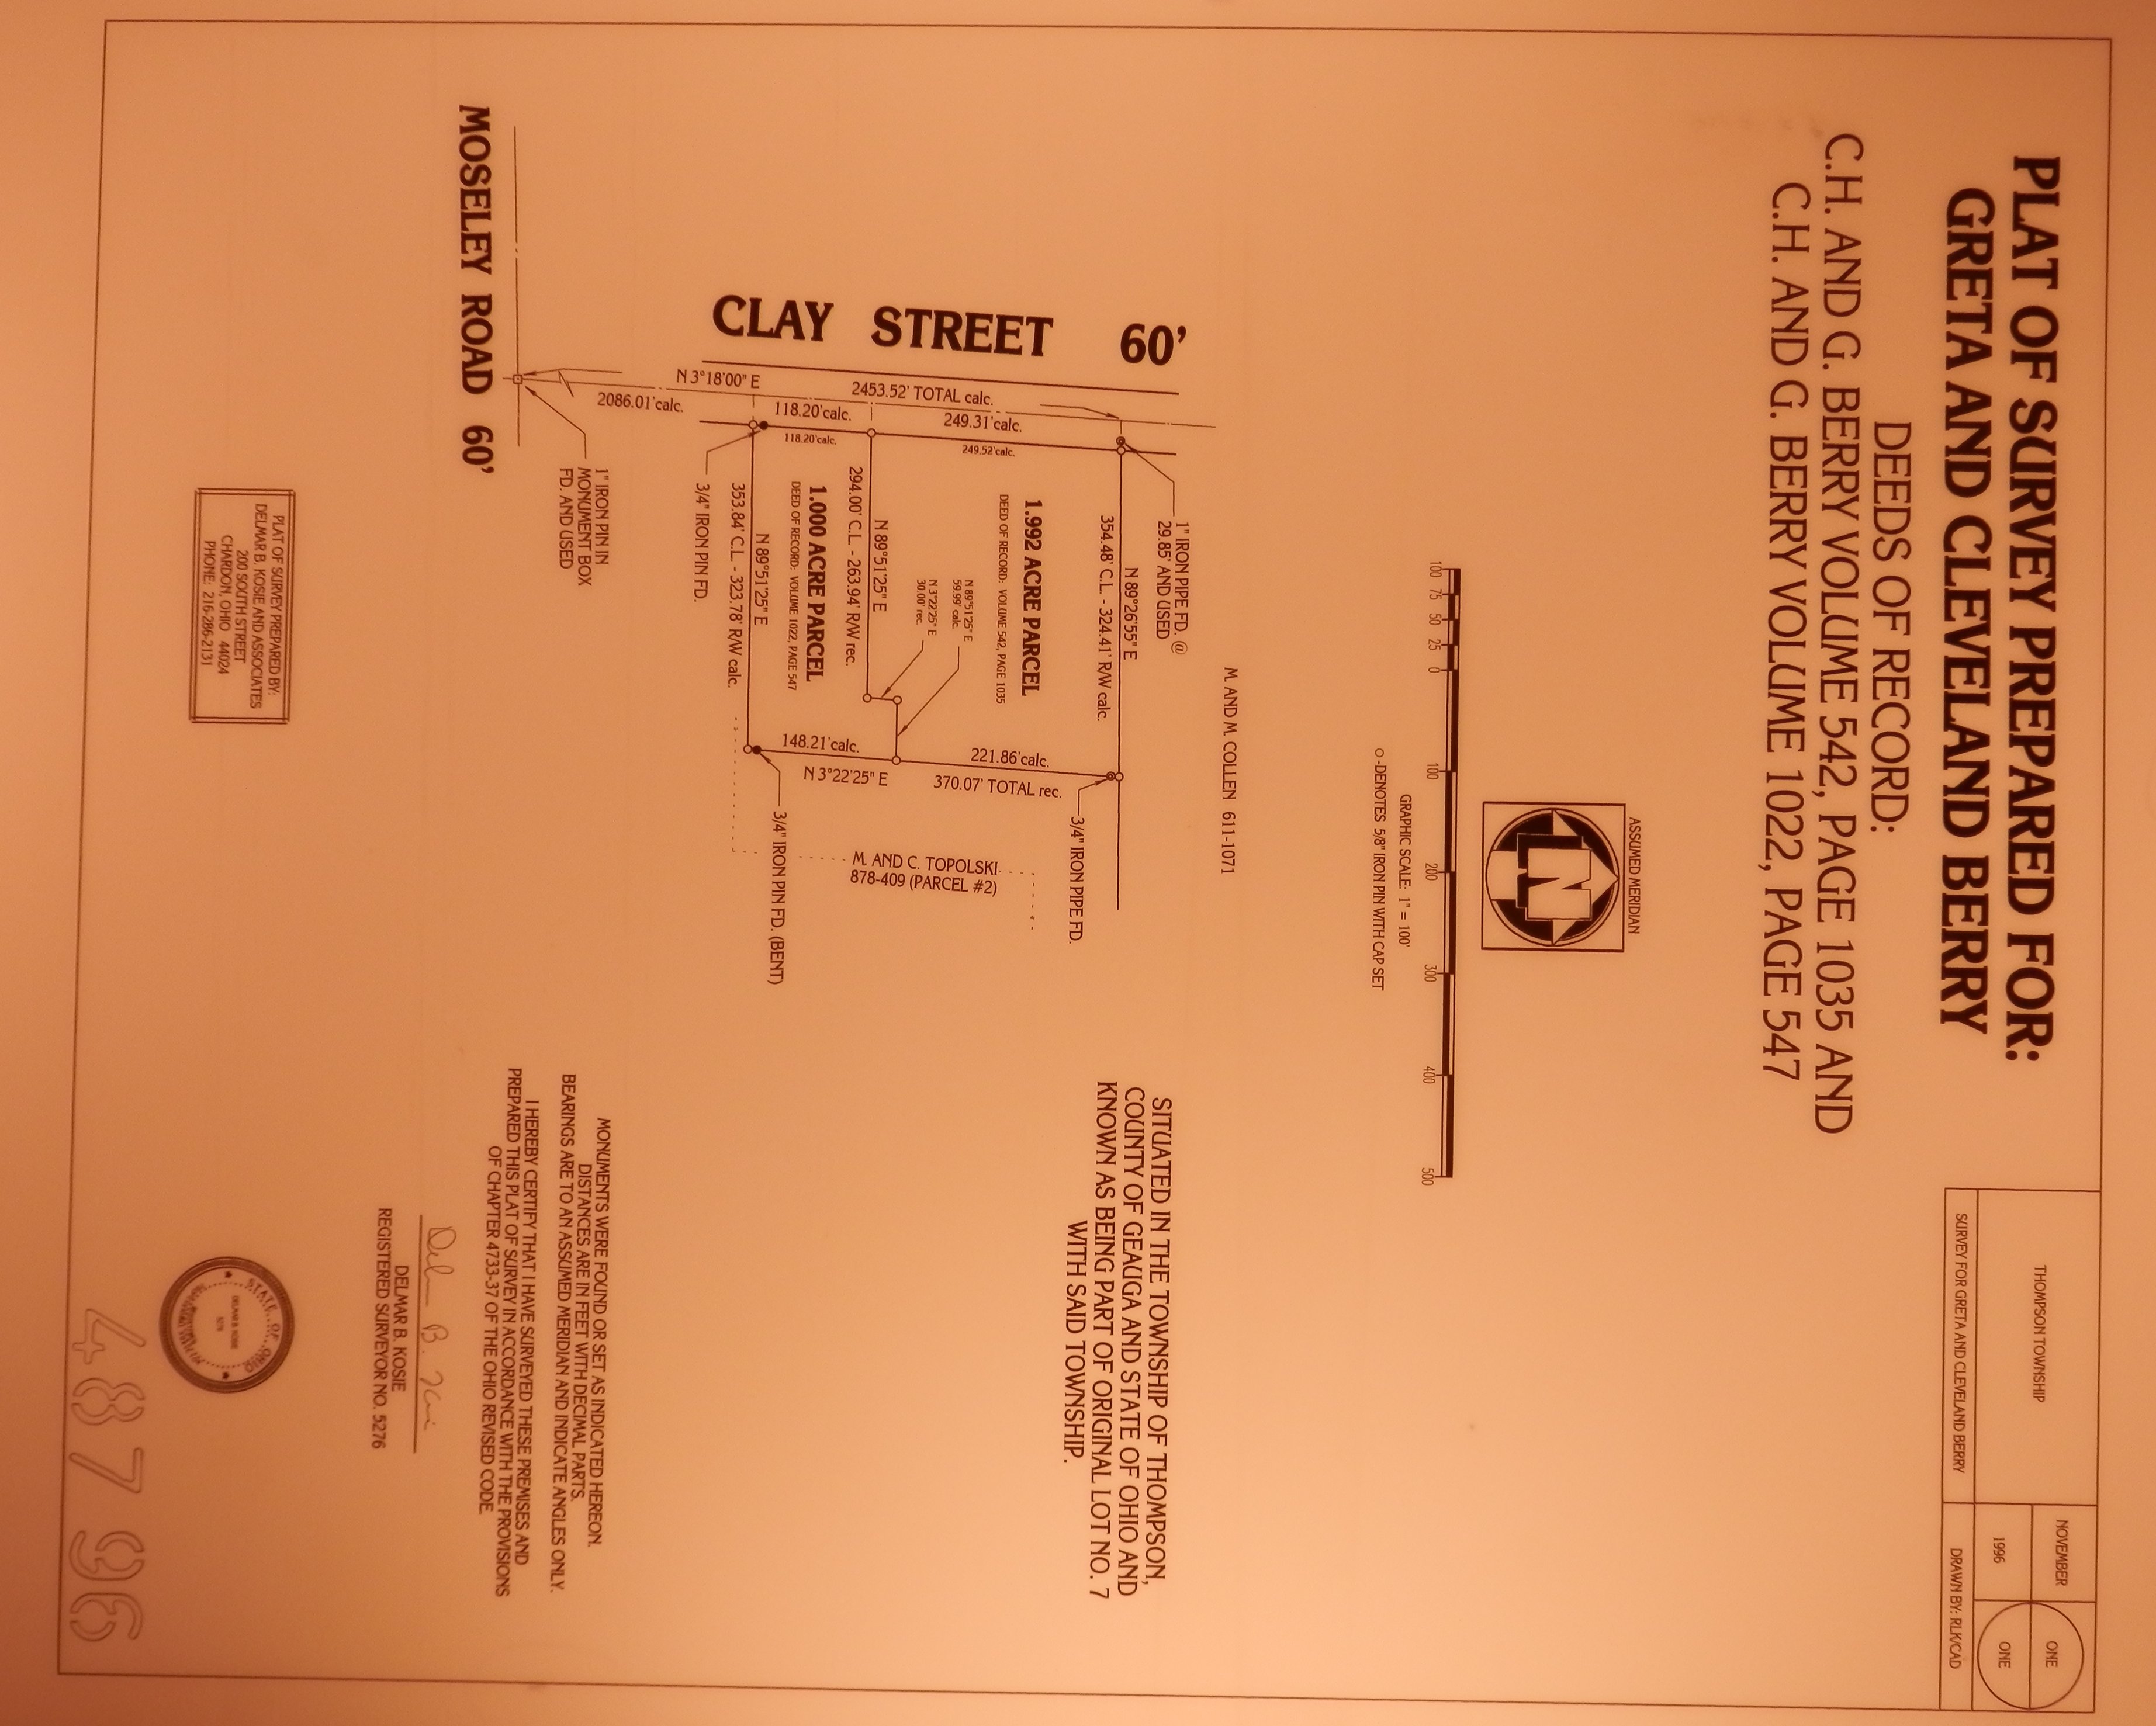 PLAT OF SURVEY PREPARED FOR:
GRETA AND CLEVELAND BERRY
DEEDS OF RECORD:
C.H. AND G. BERRY VOLUME 542, PAGE 1035 AND
C.H. AND G. BERRY VOLUME 1022, PAGE 547
THOMPSON TOWNSHIP
SURVEY FOR GRETA AND CLEVELAND BERRY
NOVEMBER
1996
DRAWN BY: RLK/CAD
ONE
ONE
ASSUMED MERIDIAN
N
100 75 50 25 0 100 200 300 400 500
GRAPHIC SCALE: 1" = 100'
O -DENOTES 5/8" IRON PIN WITH CAP SET
M. AND M. COLLEN 611-1071
1" IRON PIPE FD. @
29.85' AND USED
N 89°26'55" E
354.48' C.L. - 324.41' R/W calc.
3/4" IRON PIPE FD.
CLAY STREET 60'
N 3°18'00" E
2453.52' TOTAL calc.
2086.01' calc.
118.20' calc.
249.31' calc.
118.20' calc.
249.52' calc.
1.992 ACRE PARCEL
DEED OF RECORD: VOLUME 542, PAGE 1035
N 89°51'25" E
59.99' calc.
N 3°22'25" E
30.00' rec.
N 89°51'25" E
294.00' C.L. - 263.94' R/W rec.
1.000 ACRE PARCEL
DEED OF RECORD: VOLUME 1022, PAGE 547
N 89°51'25" E
353.84' C.L. - 323.78' R/W calc.
3/4" IRON PIN FD.
148.21' calc.
221.86' calc.
N 3°22'25" E
370.07' TOTAL rec.
3/4" IRON PIN FD. (BENT)
M. AND C. TOPOLSKI
878-409 (PARCEL #2)
1" IRON PIN IN
MONUMENT BOX
FD. AND USED
MOSELEY ROAD 60'
SITUATED IN THE TOWNSHIP OF THOMPSON,
COUNTY OF GEAUGA AND STATE OF OHIO AND
KNOWN AS BEING PART OF ORIGINAL LOT NO. 7
WITH SAID TOWNSHIP.
MONUMENTS WERE FOUND OR SET AS INDICATED HEREON.
DISTANCES ARE IN FEET WITH DECIMAL PARTS.
BEARINGS ARE TO AN ASSUMED MERIDIAN AND INDICATE ANGLES ONLY.
I HEREBY CERTIFY THAT I HAVE SURVEYED THESE PREMISES AND
PREPARED THIS PLAT OF SURVEY IN ACCORDANCE WITH THE PROVISIONS
OF CHAPTER 4733-37 OF THE OHIO REVISED CODE.
DELMAR B. KOSIE
REGISTERED SURVEYOR NO. 5276
PLAT OF SURVEY PREPARED BY:
DELMAR B. KOSIE AND ASSOCIATES
200 SOUTH STREET
CHARDON, OHIO 44024
PHONE: 216-286-2131
STATE OF OHIO
DELMAR B. KOSIE
5276
487 96